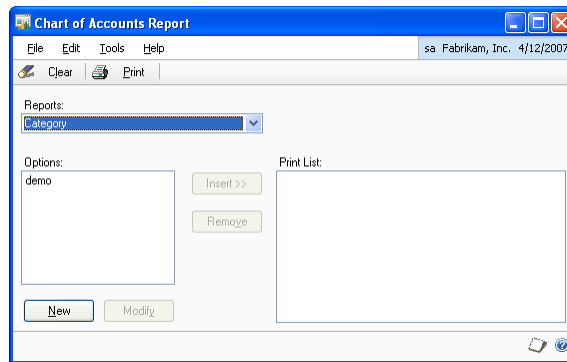 Chart of Accounts Report
File Edit Tools Help sa Fabrikam, Inc. 4/12/2007
Clear Print
Reports:
Category
Options: Print List:
demo
Insert >>
Remove
New Modify